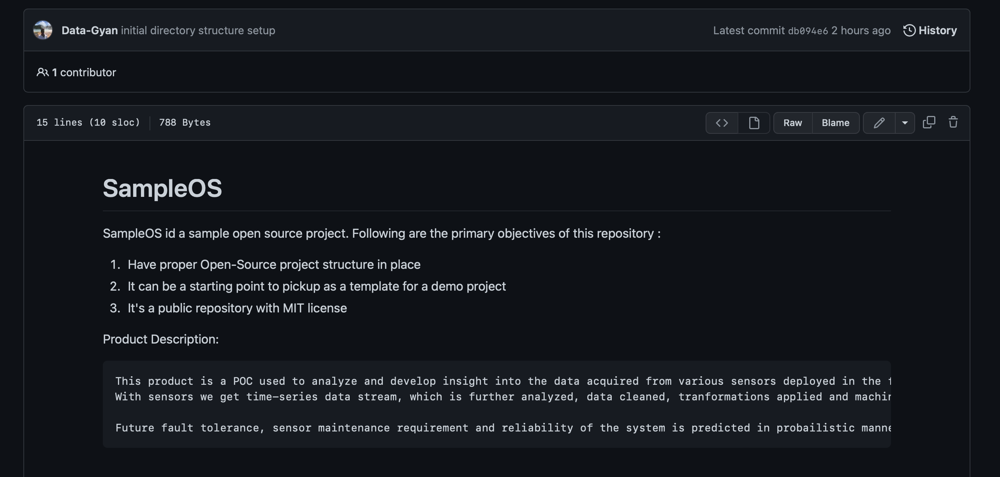 Data-Gyan initial directory structure setup
Latest commit db094e6 2 hours ago History
1 contributor
15 lines (10 sloc) 788 Bytes
Raw Blame
SampleOS
SampleOS id a sample open source project. Following are the primary objectives of this repository :
1. Have proper Open-Source project structure in place
2. It can be a starting point to pickup as a template for a demo project
3. It's a public repository with MIT license
Product Description:
This product is a POC used to analyze and develop insight into the data acquired from various sensors deployed in the
With sensors we get time-series data stream, which is further analyzed, data cleaned, tranformations applied and
Future fault tolerance, sensor maintenance requirement and reliability of the system is predicted in probailistic